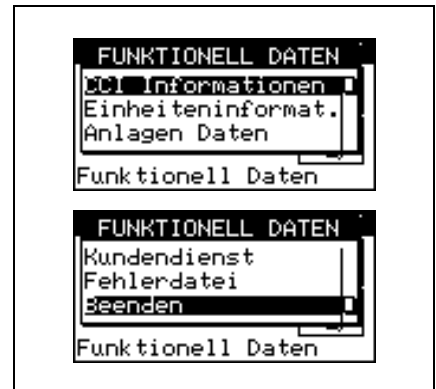 FUNKTIONELL DATEN
CCI Informationen
Einheiteninformat.
Anlagen Daten
Funktionell Daten
FUNKTIONELL DATEN
Kundendienst
Fehlerdatei
Beenden
Funktionell Daten